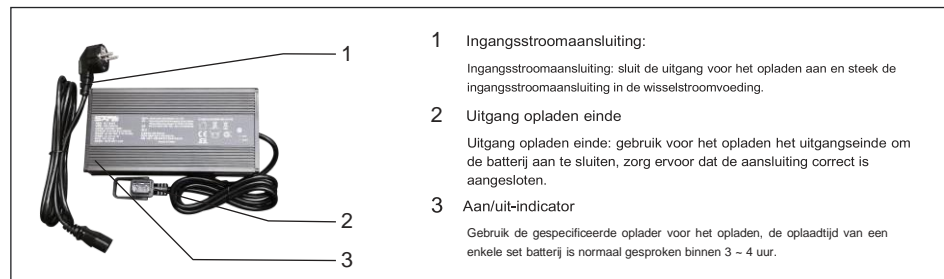 1
2
3
1 Ingangsstroomaansluiting:
Ingangsstroomaansluiting: sluit de uitgang voor het opladen aan en steek de
ingangsstroomaansluiting in de wisselstroomvoeding.
2 Uitgang opladen einde
Uitgang opladen einde: gebruik voor het opladen het uitgangseinde om
de batterij aan te sluiten, zorg ervoor dat de aansluiting correct is
aangesloten.
3 Aan/uit-indicator
Gebruik de gespecificeerde oplader voor het opladen, de oplaadtijd van een
enkele set batterij is normaal gesproken binnen 3 ~ 4 uur.